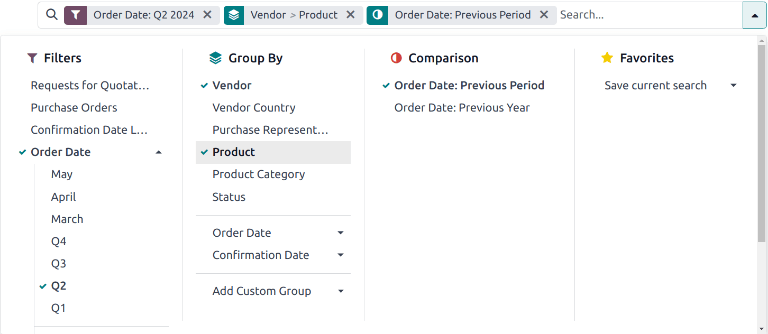 Order Date: Q2 2024
Vendor > Product
Order Date: Previous Period
Search...
Filters
Requests for Quotat...
Purchase Orders
Confirmation Date L...
Order Date
May
April
March
Q4
Q3
Q2
Q1
Group By
Vendor
Vendor Country
Purchase Represent...
Product
Product Category
Status
Order Date
Confirmation Date
Add Custom Group
Comparison
Order Date: Previous Period
Order Date: Previous Year
Favorites
Save current search